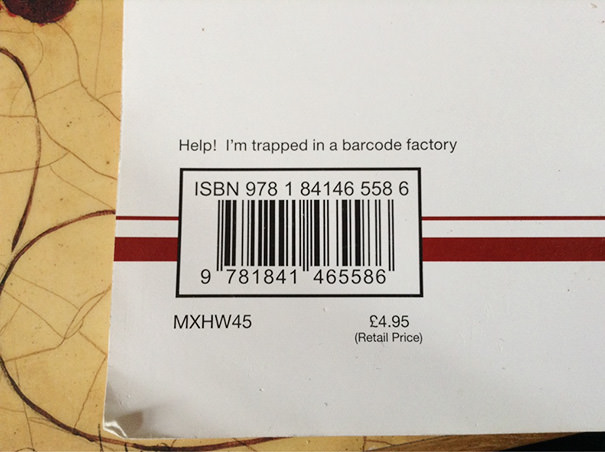 Help! I'm trapped in a barcode factory
ISBN 978 1 84146 558 6
9 781841 465586
MXHW45
£4.95
(Retail Price)